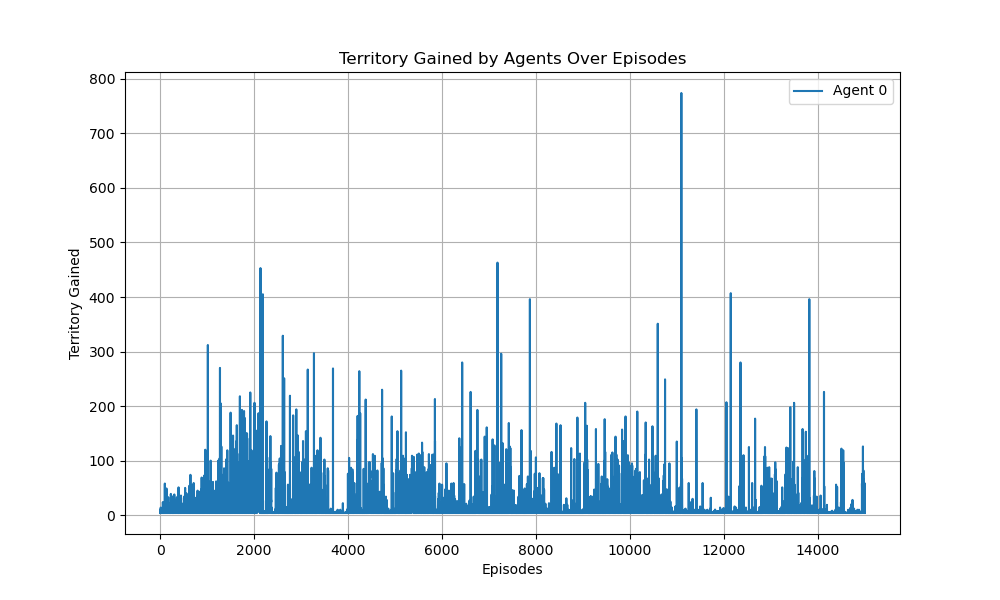 Territory Gained by Agents Over Episodes
800
Agent 0
700
600
500
400
300
200
100
0
Territory Gained
0 2000 4000 6000 8000 10000 12000 14000
Episodes